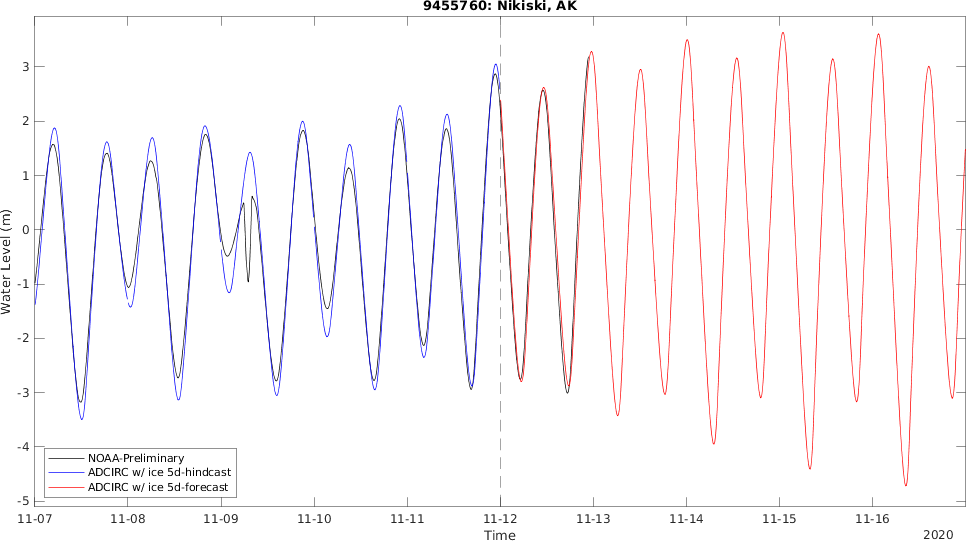 9455760: Nikiski, AK
Water Level (m)
3
2
1
0
-1
-2
-3
-4
-5
NOAA-Preliminary
ADCIRC w/ ice 5d-hindcast
ADCIRC w/ ice 5d-forecast
11-07 11-08 11-09 11-10 11-11 11-12 11-13 11-14 11-15 11-16
Time
2020